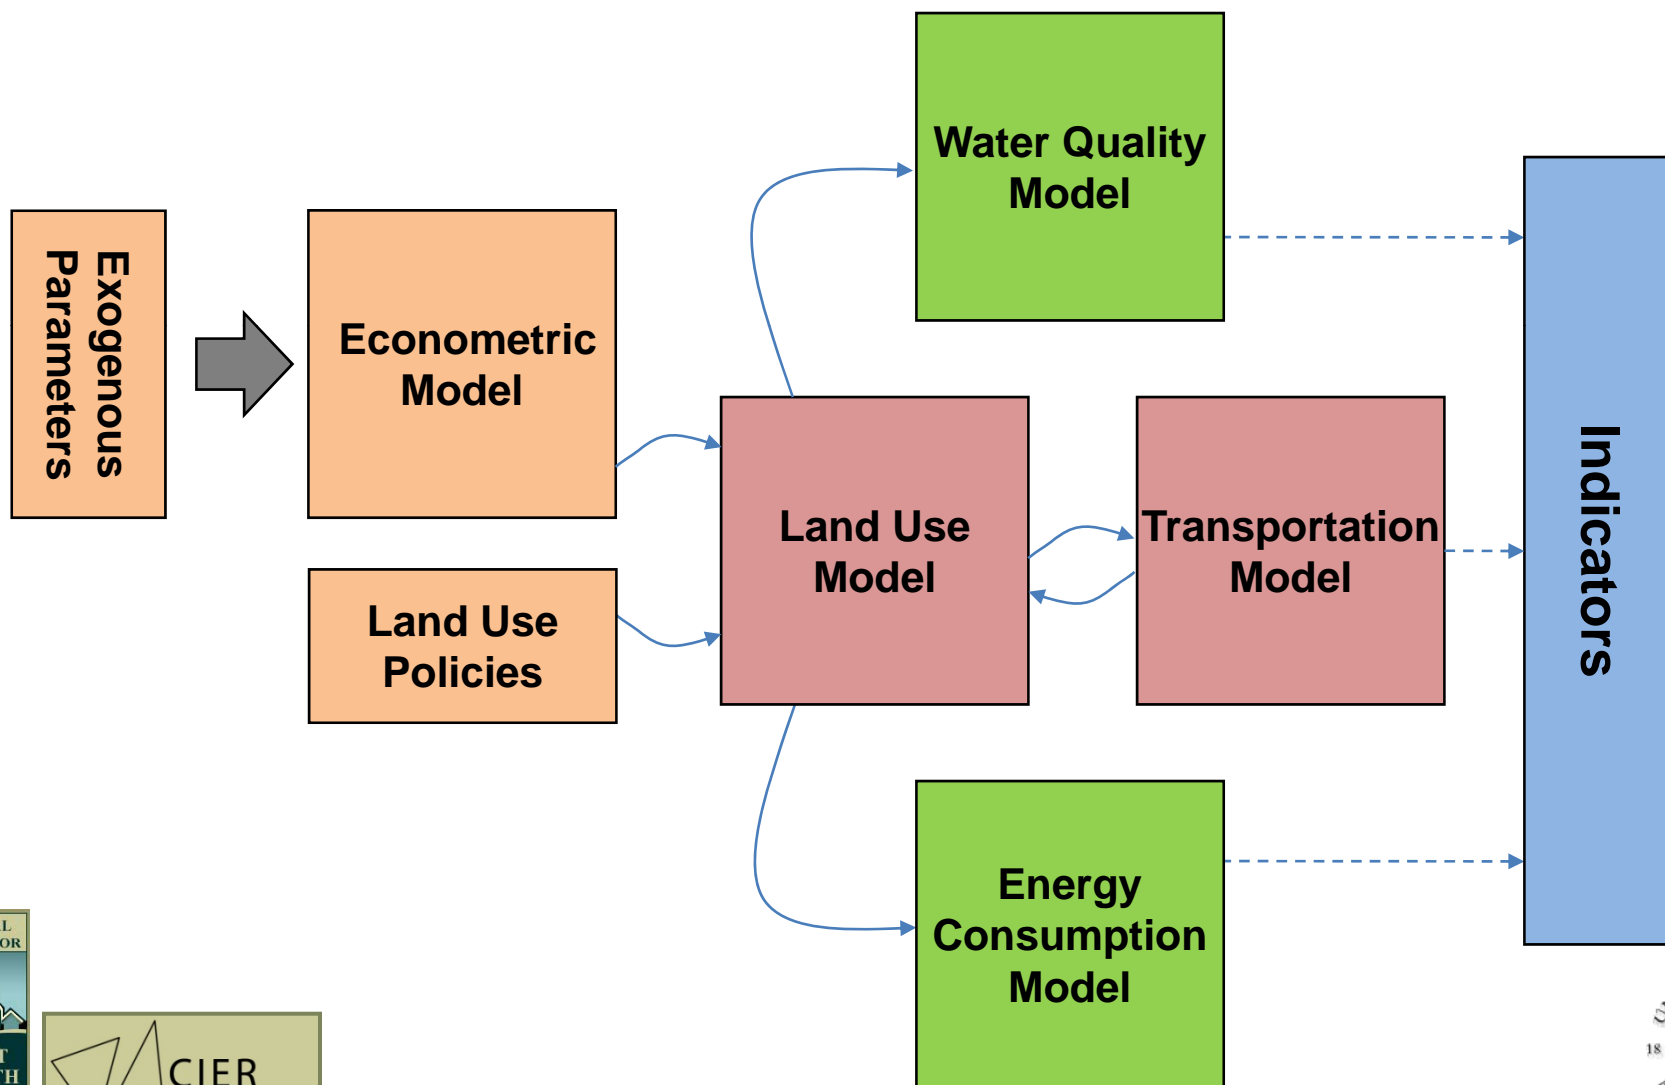 Water Quality
Model
Exogenous
Parameters
Econometric
Model
Land Use
Model
Transportation
Model
Indicators
Land Use
Policies
Energy
Consumption
Model
CIER
18